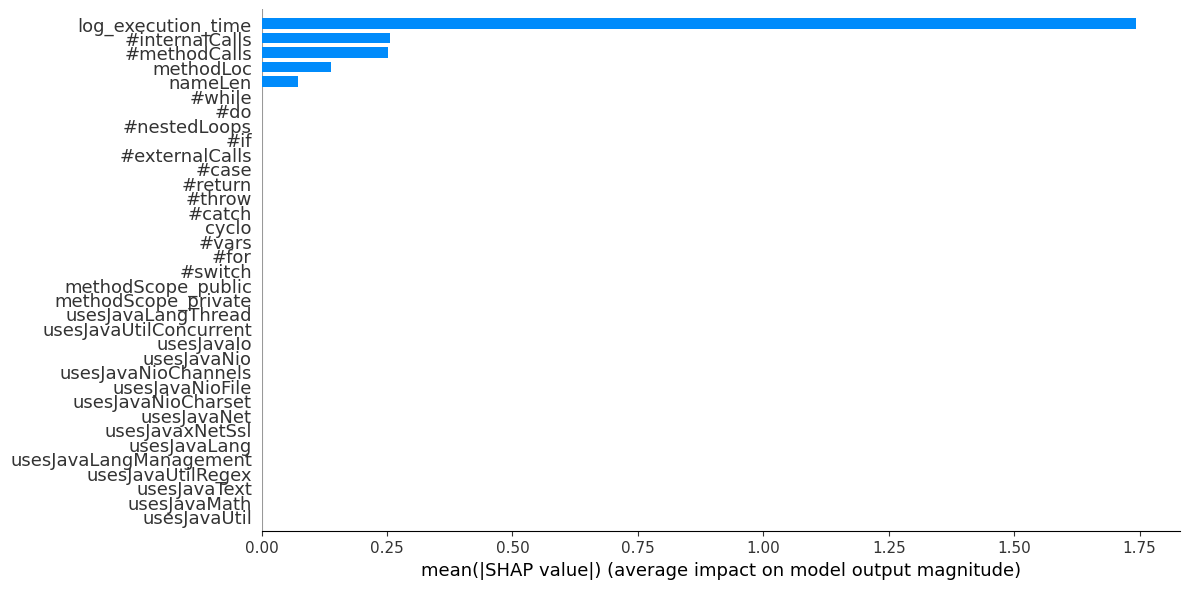 log_execution_time
#internalCalls
#methodCalls
methodLoc
nameLen
#while
#do
#nestedLoops
#if
#externalCalls
#case
#return
#throw
#catch
cyclo
#vars
#for
#switch
methodScope_public
methodScope_private
usesJavaLangThread
usesJavaUtilConcurrent
usesJavaIo
usesJavaNio
usesJavaNioChannels
usesJavaNioFile
usesJavaNioCharset
usesJavaNet
usesJavaxNetSsl
usesJavaLang
usesJavaLangManagement
usesJavaUtilRegex
usesJavaText
usesJavaMath
usesJavaUtil
0.00 0.25 0.50 0.75 1.00 1.25 1.50 1.75
mean(|SHAP value|) (average impact on model output magnitude)